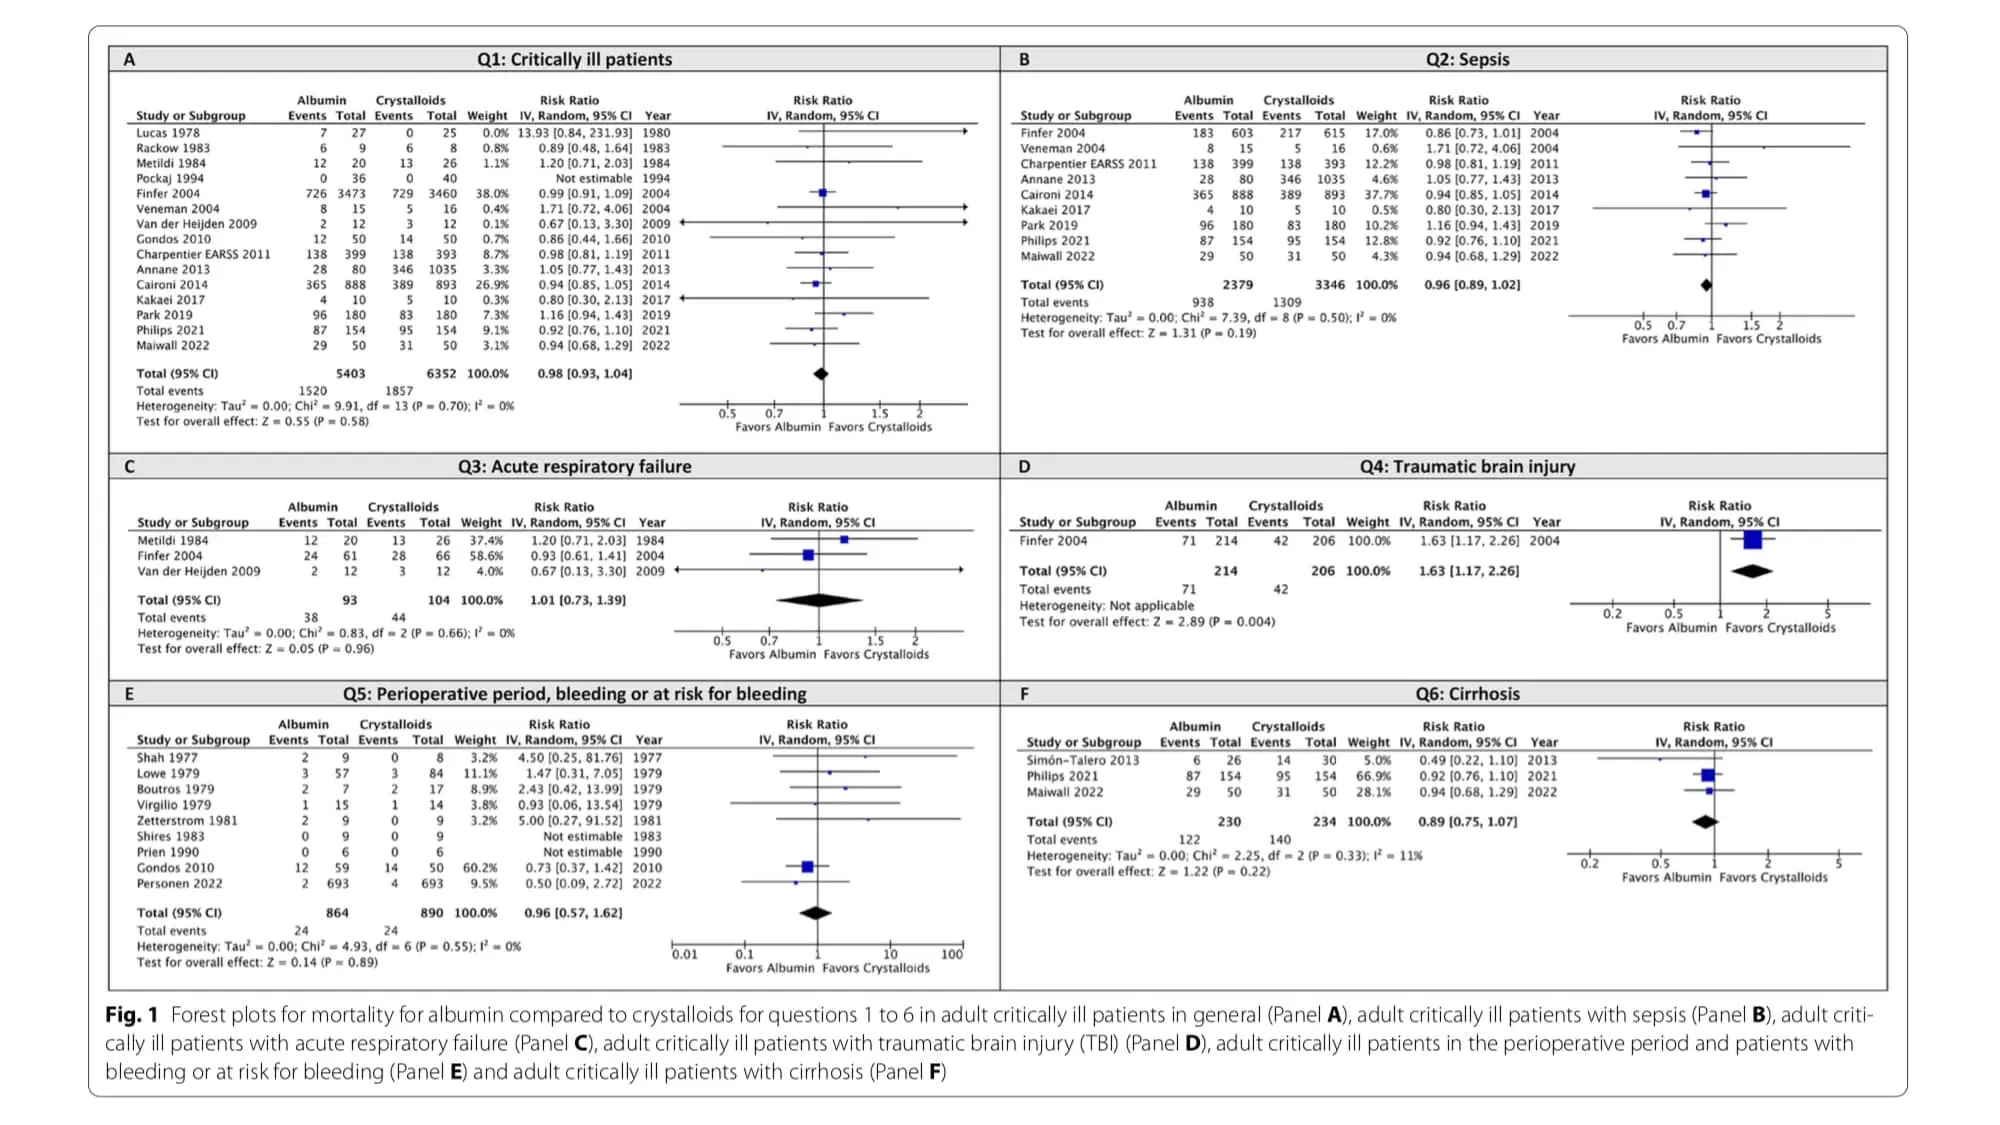 A Q1: Critically ill patients
Albumin Crystalloids Risk Ratio Risk Ratio
Study or Subgroup Events Total Events Total Weight IV, Random, 95% CI Year IV, Random, 95% CI
Lucas 1978 7 27 0 25 0.0% 13.93 [0.84, 231.93] 1980
Rackow 1983 6 9 6 8 0.8% 0.89 [0.48, 1.64] 1983
Metildi 1984 12 20 13 26 1.1% 1.20 [0.71, 2.03] 1984
Pockaj 1994 0 36 0 40 Not estimable 1994
Finfer 2004 726 3473 729 3460 38.0% 0.99 [0.91, 1.09] 2004
Veneman 2004 8 15 5 16 0.4% 1.71 [0.72, 4.06] 2004
Van der Heijden 2009 2 12 3 12 0.1% 0.67 [0.13, 3.30] 2009
Gondos 2010 12 50 14 50 0.7% 0.86 [0.44, 1.66] 2010
Charpentier EARSS 2011 138 399 138 393 8.7% 0.98 [0.81, 1.19] 2011
Annane 2013 28 80 346 1035 3.3% 1.05 [0.77, 1.43] 2013
Caironi 2014 365 888 389 893 26.9% 0.94 [0.85, 1.05] 2014
Kakaei 2017 4 10 5 10 0.3% 0.80 [0.30, 2.13] 2017
Park 2019 96 180 83 180 7.3% 1.16 [0.94, 1.43] 2019
Philips 2021 87 154 95 154 9.1% 0.92 [0.76, 1.10] 2021
Maiwall 2022 29 50 31 50 3.1% 0.94 [0.68, 1.29] 2022
Total (95% CI) 5403 6352 100.0% 0.98 [0.93, 1.04]
Total events 1520 1857
Heterogeneity: Tau² = 0.00; Chi² = 9.91, df = 13 (P = 0.70); I² = 0%
Test for overall effect: Z = 0.55 (P = 0.58)
0.5 0.7 1 1.5 2
Favors Albumin Favors Crystalloids
B Q2: Sepsis
Albumin Crystalloids Risk Ratio Risk Ratio
Study or Subgroup Events Total Events Total Weight IV, Random, 95% CI Year IV, Random, 95% CI
Finfer 2004 183 603 217 615 17.0% 0.86 [0.73, 1.01] 2004
Veneman 2004 8 15 5 16 0.6% 1.71 [0.72, 4.06] 2004
Charpentier EARSS 2011 138 399 138 393 12.2% 0.98 [0.81, 1.19] 2011
Annane 2013 28 80 346 1035 4.6% 1.05 [0.77, 1.43] 2013
Caironi 2014 365 888 389 893 37.7% 0.94 [0.85, 1.05] 2014
Kakaei 2017 4 10 5 10 0.5% 0.80 [0.30, 2.13] 2017
Park 2019 96 180 83 180 10.2% 1.16 [0.94, 1.43] 2019
Philips 2021 87 154 95 154 12.8% 0.92 [0.76, 1.10] 2021
Maiwall 2022 29 50 31 50 4.3% 0.94 [0.68, 1.29] 2022
Total (95% CI) 2379 3346 100.0% 0.96 [0.89, 1.02]
Total events 938 1309
Heterogeneity: Tau² = 0.00; Chi² = 7.39, df = 8 (P = 0.50); I² = 0%
Test for overall effect: Z = 1.31 (P = 0.19)
0.5 0.7 1 1.5 2
Favors Albumin Favors Crystalloids
C Q3: Acute respiratory failure
Albumin Crystalloids Risk Ratio Risk Ratio
Study or Subgroup Events Total Events Total Weight IV, Random, 95% CI Year IV, Random, 95% CI
Metildi 1984 12 20 13 26 37.4% 1.20 [0.71, 2.03] 1984
Finfer 2004 24 61 28 66 58.6% 0.93 [0.61, 1.41] 2004
Van der Heijden 2009 2 12 3 12 4.0% 0.67 [0.13, 3.30] 2009
Total (95% CI) 93 104 100.0% 1.01 [0.73, 1.39]
Total events 38 44
Heterogeneity: Tau² = 0.00; Chi² = 0.83, df = 2 (P = 0.66); I² = 0%
Test for overall effect: Z = 0.05 (P = 0.96)
0.5 0.7 1 1.5 2
Favors Albumin Favors Crystalloids
D Q4: Traumatic brain injury
Albumin Crystalloids Risk Ratio Risk Ratio
Study or Subgroup Events Total Events Total Weight IV, Random, 95% CI Year IV, Random, 95% CI
Finfer 2004 71 214 42 206 100.0% 1.63 [1.17, 2.26] 2004
Total (95% CI) 214 206 100.0% 1.63 [1.17, 2.26]
Total events 71 42
Heterogeneity: Not applicable
Test for overall effect: Z = 2.89 (P = 0.004)
0.2 0.5 1 2 5
Favors Albumin Favors Crystalloids
E Q5: Perioperative period, bleeding or at risk for bleeding
Albumin Crystalloids Risk Ratio Risk Ratio
Study or Subgroup Events Total Events Total Weight IV, Random, 95% CI Year IV, Random, 95% CI
Shah 1977 2 9 0 8 3.2% 4.50 [0.25, 81.76] 1977
Lowe 1979 3 57 3 84 11.1% 1.47 [0.31, 7.05] 1979
Boutros 1979 2 7 2 17 8.9% 2.43 [0.42, 13.99] 1979
Virgilio 1979 1 15 1 14 3.8% 0.93 [0.06, 13.54] 1979
Zetterstrom 1981 2 9 0 9 3.2% 5.00 [0.27, 91.52] 1981
Shires 1983 0 9 0 9 Not estimable 1983
Prien 1990 0 6 0 6 Not estimable 1990
Gondos 2010 12 59 14 50 60.2% 0.73 [0.37, 1.42] 2010
Personen 2022 2 693 4 693 9.5% 0.50 [0.09, 2.72] 2022
Total (95% CI) 864 890 100.0% 0.96 [0.57, 1.62]
Total events 24 24
Heterogeneity: Tau² = 0.00; Chi² = 4.93, df = 6 (P = 0.55); I² = 0%
Test for overall effect: Z = 0.14 (P = 0.89)
0.01 0.1 1 10 100
Favors Albumin Favors Crystalloids
F Q6: Cirrhosis
Albumin Crystalloids Risk Ratio Risk Ratio
Study or Subgroup Events Total Events Total Weight IV, Random, 95% CI Year IV, Random, 95% CI
Simón-Talero 2013 6 26 14 30 5.0% 0.49 [0.22, 1.10] 2013
Philips 2021 87 154 95 154 66.9% 0.92 [0.76, 1.10] 2021
Maiwall 2022 29 50 31 50 28.1% 0.94 [0.68, 1.29] 2022
Total (95% CI) 230 234 100.0% 0.89 [0.75, 1.07]
Total events 122 140
Heterogeneity: Tau² = 0.00; Chi² = 2.25, df = 2 (P = 0.33); I² = 11%
Test for overall effect: Z = 1.22 (P = 0.22)
0.2 0.5 1 2 5
Favors Albumin Favors Crystalloids
Fig. 1 Forest plots for mortality for albumin compared to crystalloids for questions 1 to 6 in adult critically ill patients in general (Panel A), adult critically ill patients with sepsis (Panel B), adult criti-
cally ill patients with acute respiratory failure (Panel C), adult critically ill patients with traumatic brain injury (TBI) (Panel D), adult critically ill patients in the perioperative period and patients with
bleeding or at risk for bleeding (Panel E) and adult critically ill patients with cirrhosis (Panel F)